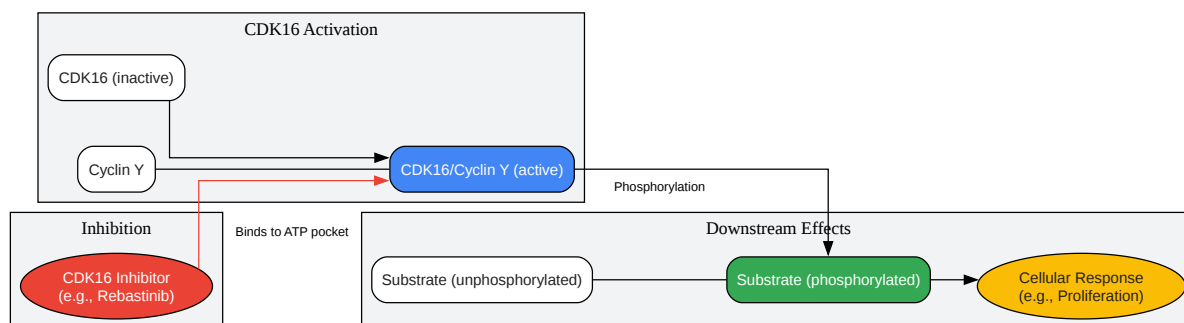 CDK16 Activation
CDK16 (inactive)
Cyclin Y
CDK16/Cyclin Y (active)
Phosphorylation
Inhibition
Binds to ATP pocket
CDK16 Inhibitor
(e.g., Rebastinib)
Downstream Effects
Substrate (unphosphorylated)
Substrate (phosphorylated)
Cellular Response
(e.g., Proliferation)